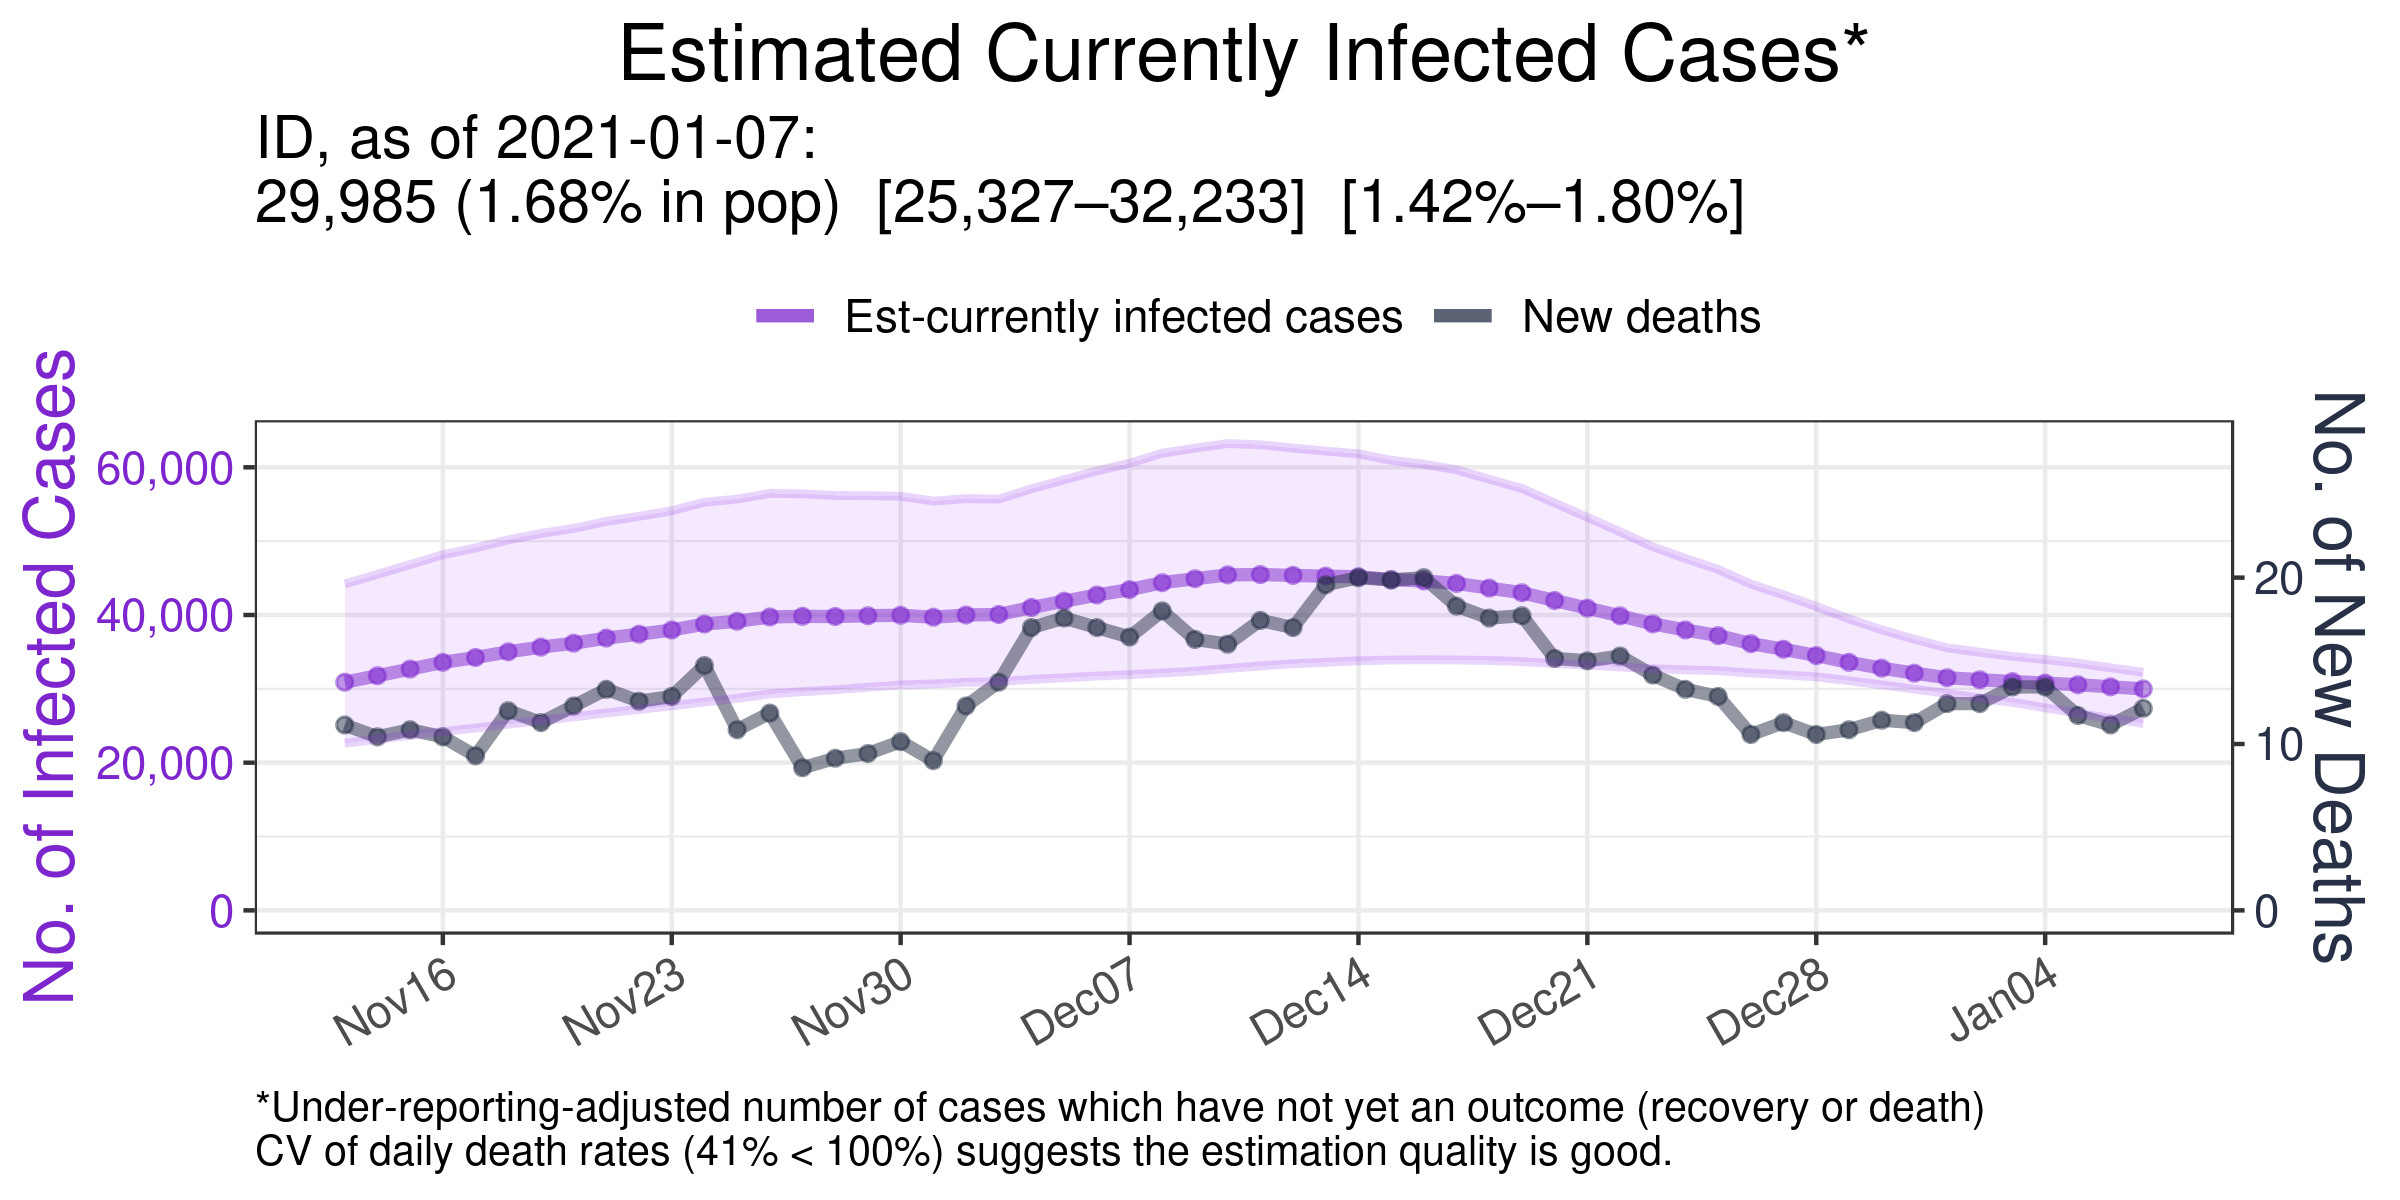 Estimated Currently Infected Cases*
ID, as of 2021-01-07:
29,985 (1.68% in pop)  [25,327–32,233]  [1.42%–1.80%]
Est-currently infected cases
New deaths
No. of Infected Cases
60,000
40,000
20,000
0
20
10
0
No. of New Deaths
Nov16
Nov23
Nov30
Dec07
Dec14
Dec21
Dec28
Jan04
*Under-reporting-adjusted number of cases which have not yet an outcome (recovery or death)
CV of daily death rates (41% < 100%) suggests the estimation quality is good.